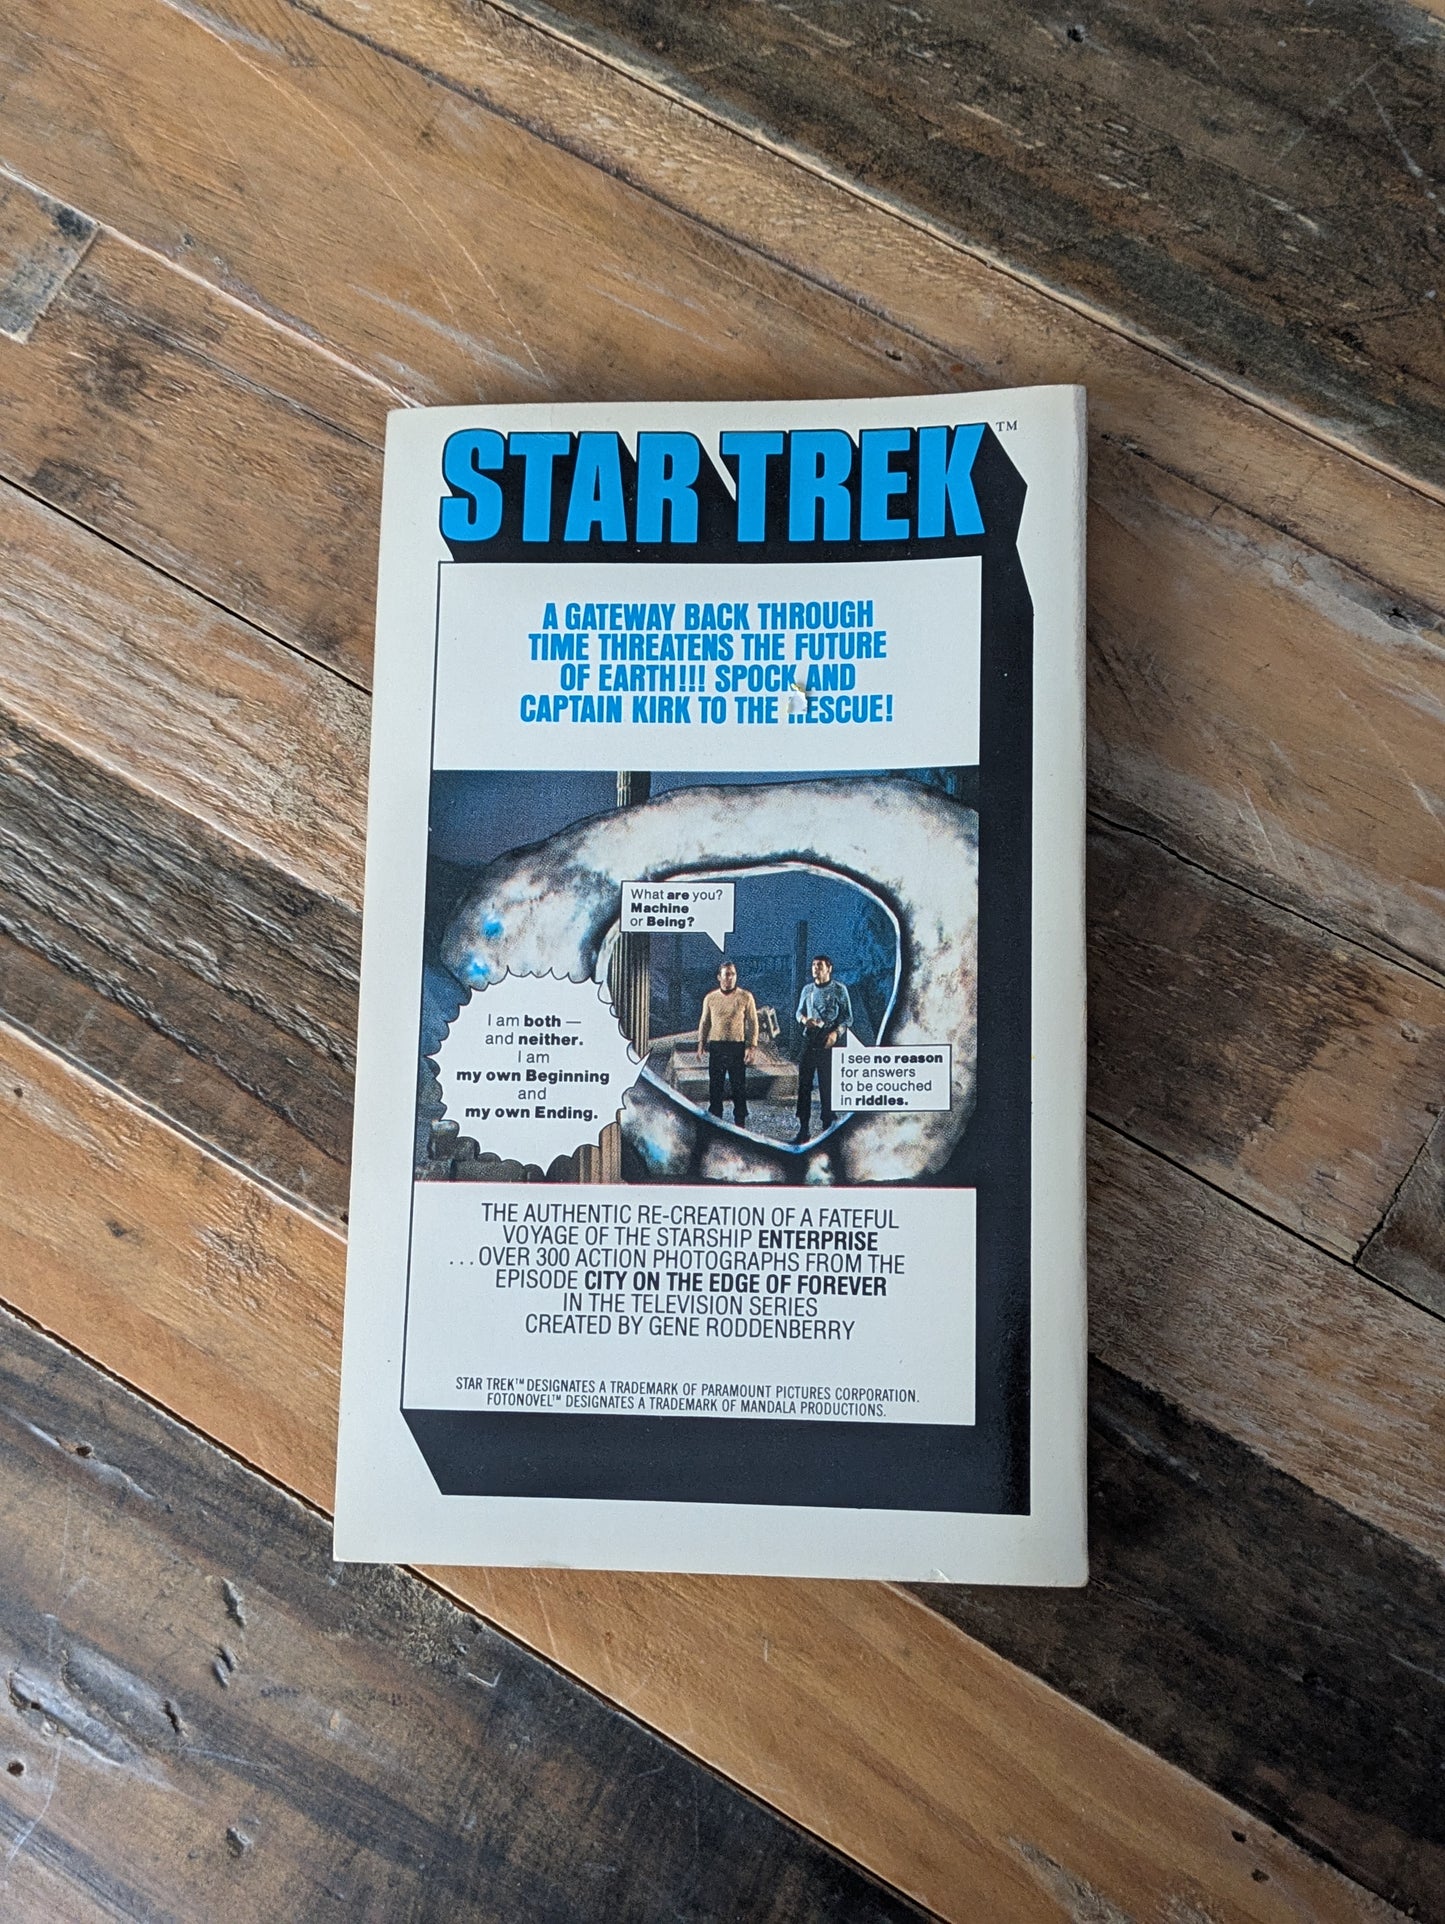 STAR TREK™
A GATEWAY BACK THROUGH
TIME THREATENS THE FUTURE
OF EARTH!!! SPOCK AND
CAPTAIN KIRK TO THE RESCUE!
What are you?
Machine
or Being?
I am both —
and neither.
I am
my own Beginning
and
my own Ending.
I see no reason
for answers
to be couched
in riddles.
THE AUTHENTIC RE-CREATION OF A FATEFUL
VOYAGE OF THE STARSHIP ENTERPRISE
...OVER 300 ACTION PHOTOGRAPHS FROM THE
EPISODE CITY ON THE EDGE OF FOREVER
IN THE TELEVISION SERIES
CREATED BY GENE RODDENBERRY
STAR TREK™ DESIGNATES A TRADEMARK OF PARAMOUNT PICTURES CORPORATION.
FOTONOVEL™ DESIGNATES A TRADEMARK OF MANDALA PRODUCTIONS.